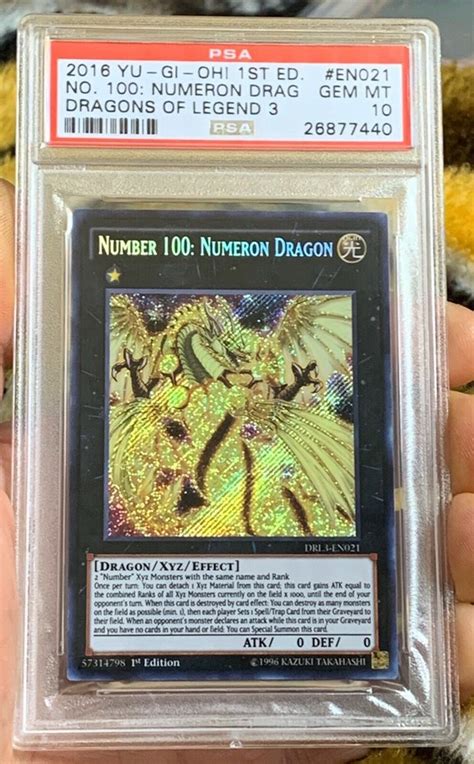 PSA
2016 YU-GI-OH! 1ST ED. #EN021
NO. 100: NUMERON DRAG GEM MT
DRAGONS OF LEGEND 3 10
PSA 26877440
NUMBER 100: NUMERON DRAGON
光
DRL3-EN021
[DRAGON/XYZ/EFFECT]
2 "Number" Xyz Monsters with the same name and Rank
Once per turn: You can detach 1 Xyz Material from this card; this card gains ATK equal to
the combined Ranks of all Xyz Monsters currently on the field x 1000, until the end of your
opponent's turn. When this card is destroyed by card effect: You can destroy as many monsters
on the field as possible (min. 1), then each player Sets 1 Spell/Trap Card from their Graveyard
to their field. When an opponent's monster declares an attack while this card is in your Graveyard
and you have no cards in your hand or field: You can Special Summon this card.
ATK/ 0 DEF/ 0
57314798 1st Edition ©1996 KAZUKI TAKAHASHI